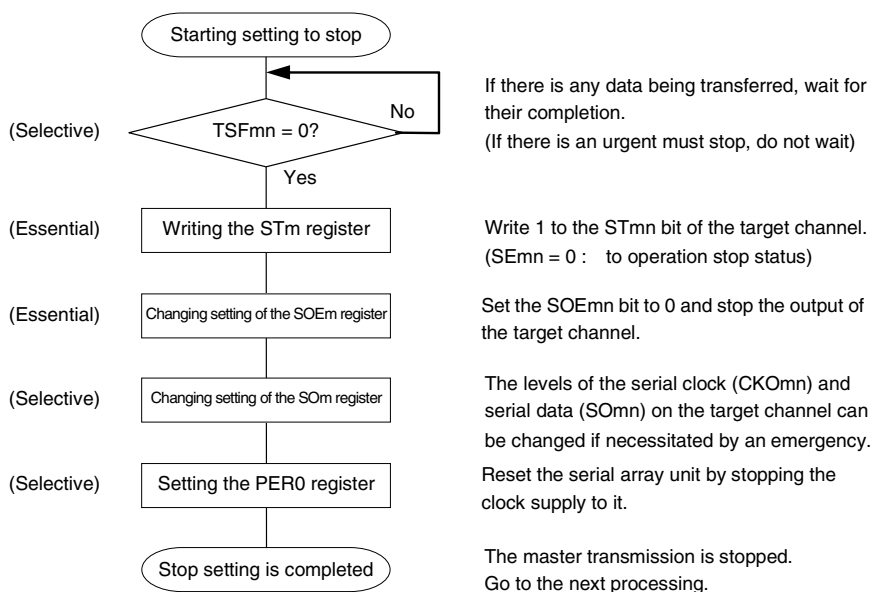 Starting setting to stop
No
If there is any data being transferred, wait for
their completion.
(If there is an urgent must stop, do not wait)
(Selective)
TSFmn = 0?
Yes
(Essential)
Writing the STm register
Write 1 to the STmn bit of the target channel.
(SEmn = 0 : to operation stop status)
(Essential)
Changing setting of the SOEm register
Set the SOEmn bit to 0 and stop the output of
the target channel.
(Selective)
Changing setting of the SOm register
The levels of the serial clock (CKOmn) and
serial data (SOmn) on the target channel can
be changed if necessitated by an emergency.
(Selective)
Setting the PER0 register
Reset the serial array unit by stopping the
clock supply to it.
Stop setting is completed
The master transmission is stopped.
Go to the next processing.